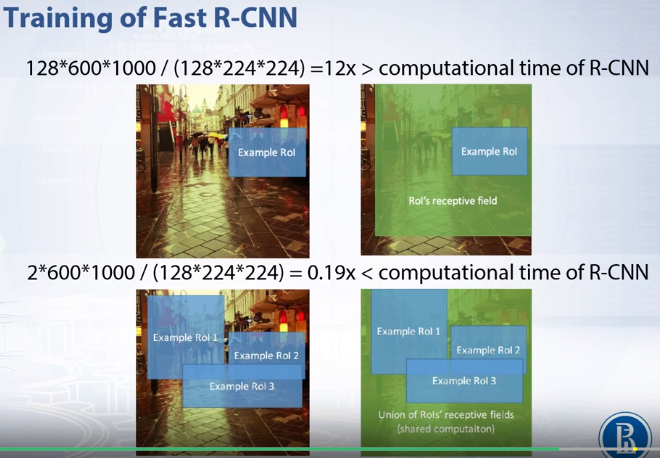 Training of Fast R-CNN
128*600*1000 / (128*224*224) =12x > computational time of R-CNN
Example RoI
Example RoI
RoI's receptive field
2*600*1000 / (128*224*224) = 0.19x < computational time of R-CNN
Example RoI 1
Example RoI 2
Example RoI 3
Example RoI 1
Example RoI 2
Example RoI 3
Union of RoIs' receptive fields
(shared computaiton)